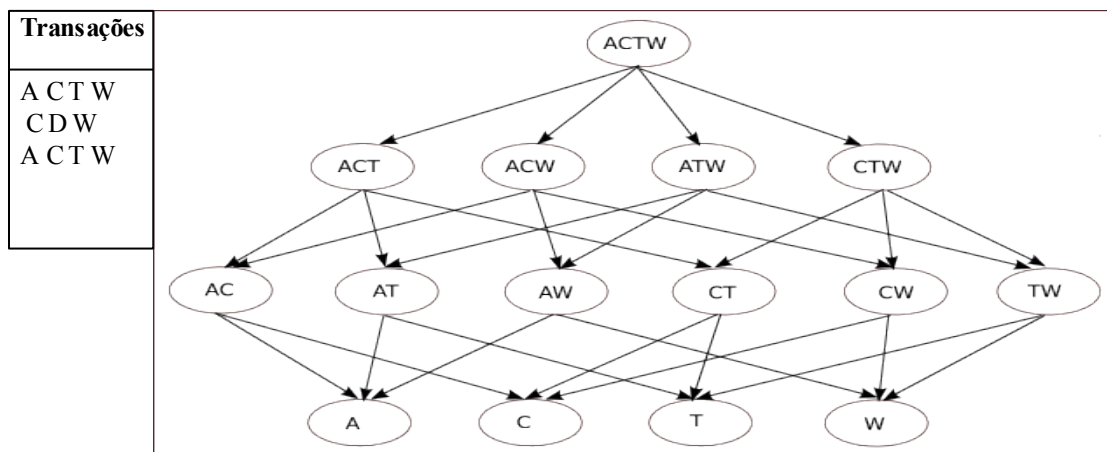 Transações
A C T W
C D W
A C T W
ACTW
ACT ACW ATW CTW
AC AT AW CT CW TW
A C T W